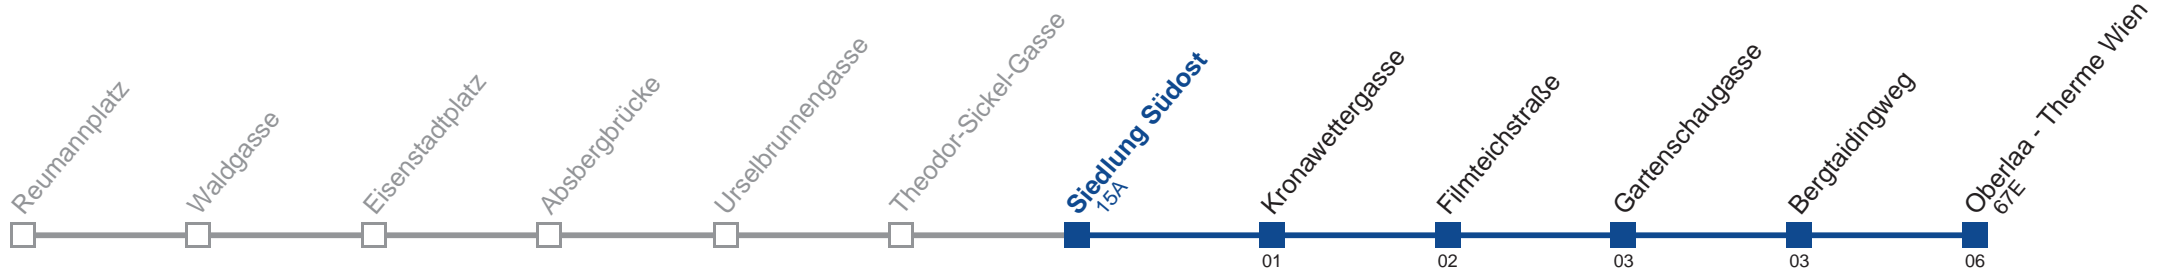 Reumannplatz
Waldgasse
Eisenstadtplatz
Absbergbrücke
Urselbrunnengasse
Theodor-Sickel-Gasse
Siedlung Südost
15A
Kronawettergasse
01
Filmteichstraße
02
Gartenschaugasse
03
Bergtaidingweg
03
Oberlaa - Therme Wien
67E
06